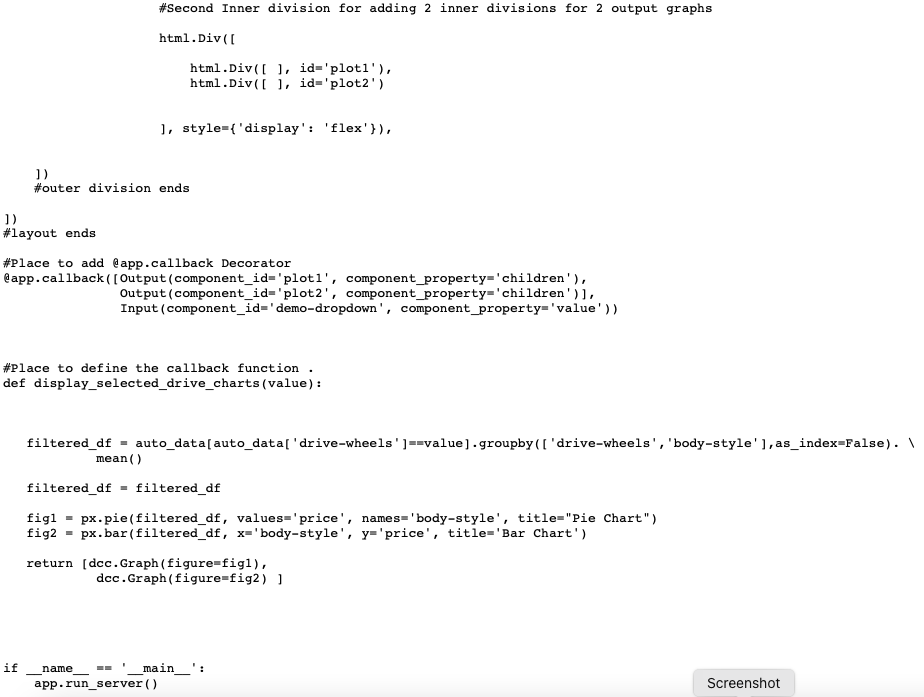 #Second Inner division for adding 2 inner divisions for 2 output graphs
html.Div([
html.Div([ ], id='plot1'),
html.Div([ ], id='plot2')
], style={'display': 'flex'}),
])
#outer division ends
])
#layout ends
#Place to add @app.callback Decorator
@app.callback([Output(component_id='plot1', component_property='children'),
Output(component_id='plot2', component_property='children')],
Input(component_id='demo-dropdown', component_property='value'))
#Place to define the callback function .
def display_selected_drive_charts(value):
filtered_df = auto_data[auto_data['drive-wheels']==value].groupby(['drive-wheels','body-style'],as_index=False). \
mean()
filtered_df = filtered_df
fig1 = px.pie(filtered_df, values='price', names='body-style', title="Pie Chart")
fig2 = px.bar(filtered_df, x='body-style', y='price', title='Bar Chart')
return [dcc.Graph(figure=fig1),
dcc.Graph(figure=fig2) ]
if __name__ == '__main__':
app.run_server()
Screenshot